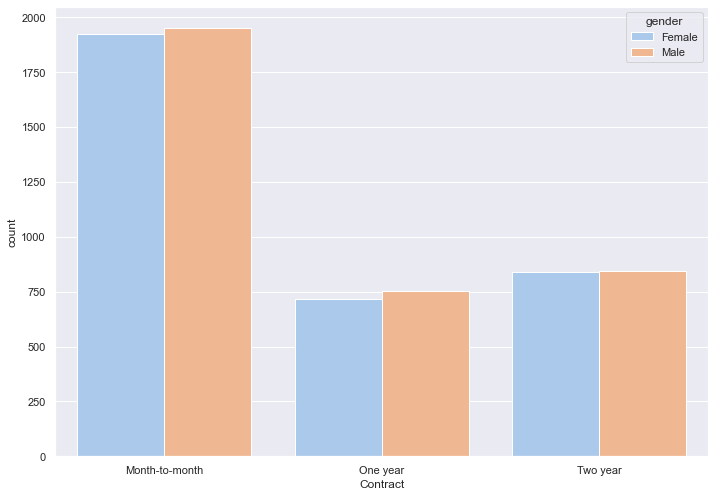 gender
Female
Male
2000
1750
1500
1250
1000
750
500
250
0
count
Month-to-month
One year
Two year
Contract